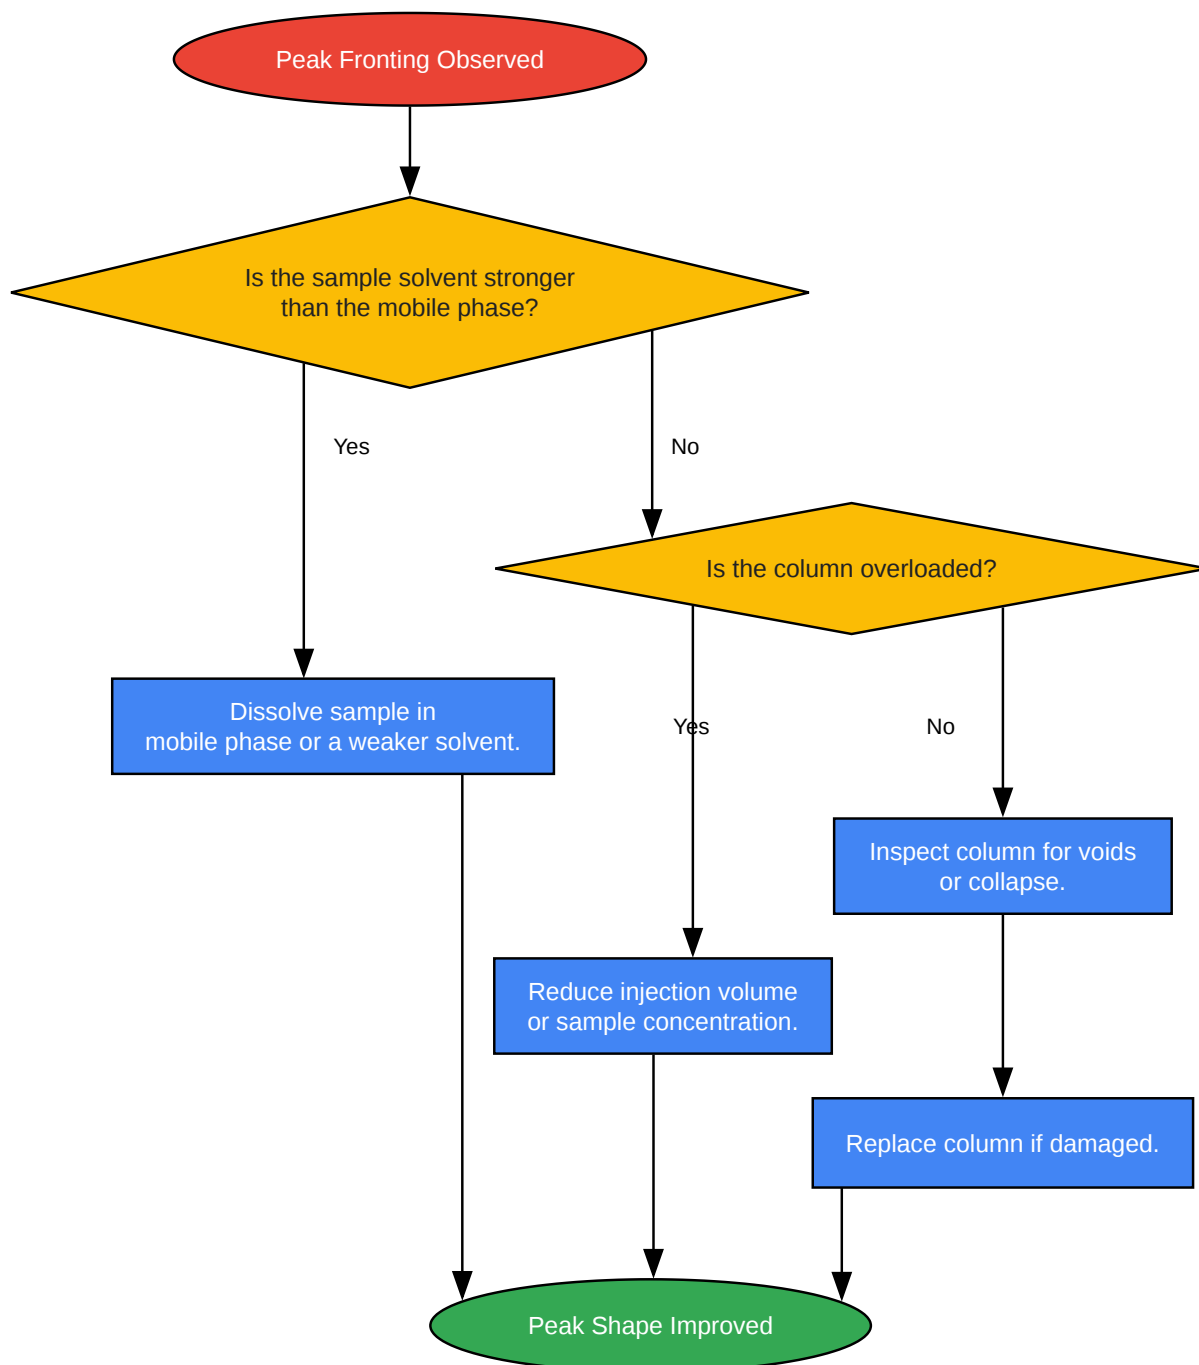 Peak Fronting Observed
Is the sample solvent stronger
than the mobile phase?
Yes
No
Is the column overloaded?
Dissolve sample in
mobile phase or a weaker solvent.
Yes
No
Inspect column for voids
or collapse.
Reduce injection volume
or sample concentration.
Replace column if damaged.
Peak Shape Improved